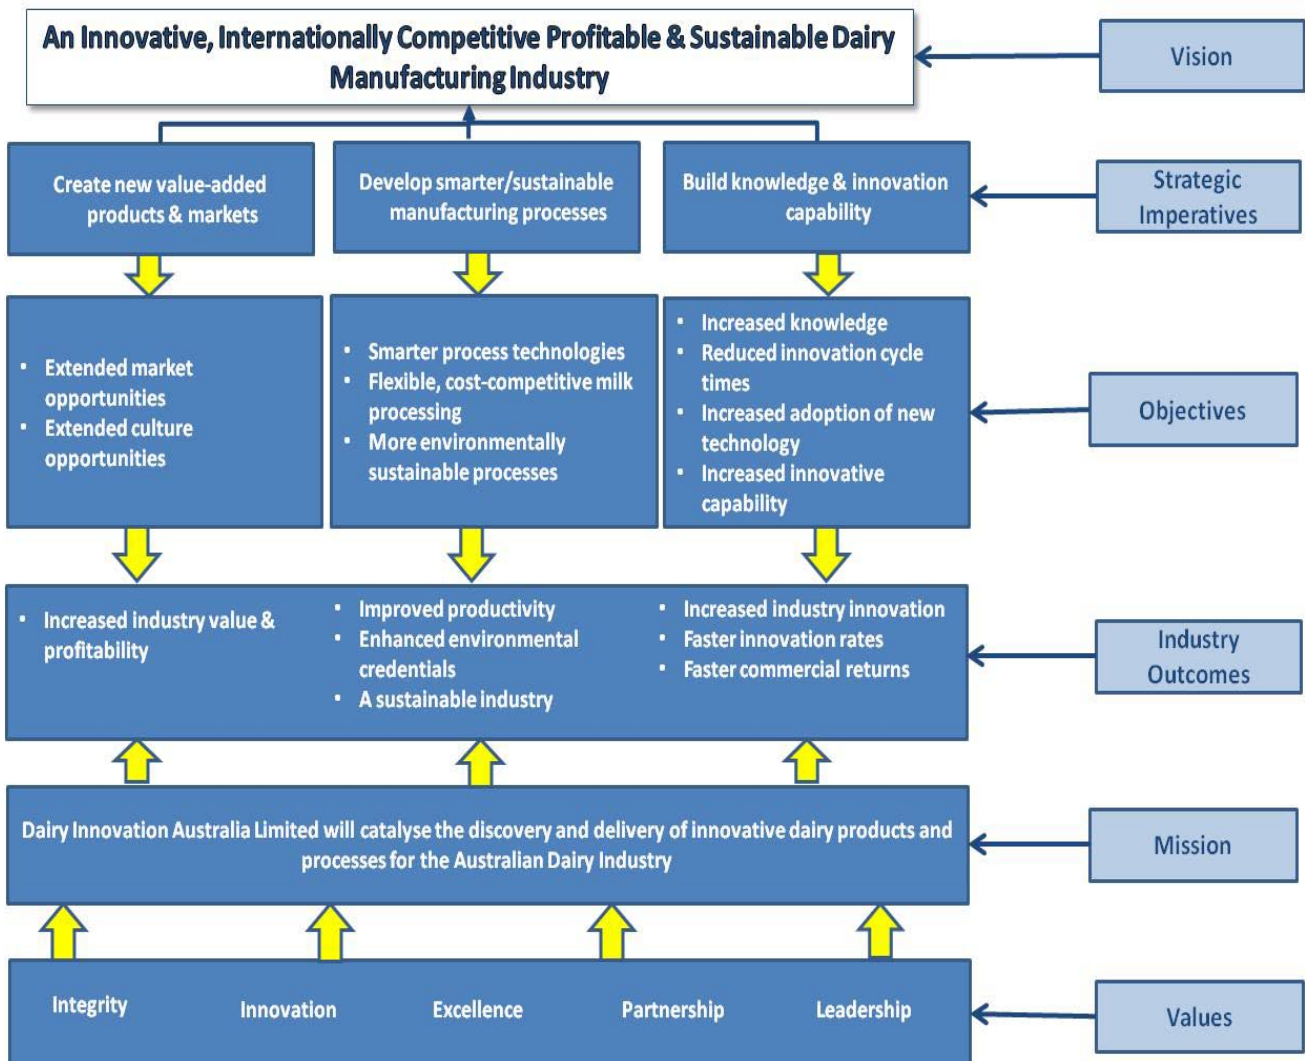 An Innovative, Internationally Competitive Profitable & Sustainable Dairy
Manufacturing Industry
Vision
Create new value-added
products & markets
Develop smarter/sustainable
manufacturing processes
Build knowledge & innovation
capability
Strategic
Imperatives
• Extended market
opportunities
• Extended culture
opportunities
• Smarter process technologies
• Flexible, cost-competitive milk
processing
• More environmentally
sustainable processes
• Increased knowledge
• Reduced innovation cycle
times
• Increased adoption of new
technology
• Increased innovative
capability
Objectives
• Increased industry value &
profitability
• Improved productivity
• Enhanced environmental
credentials
• A sustainable industry
• Increased industry innovation
• Faster innovation rates
• Faster commercial returns
Industry
Outcomes
Dairy Innovation Australia Limited will catalyse the discovery and delivery of innovative dairy products and
processes for the Australian Dairy Industry
Mission
Integrity
Innovation
Excellence
Partnership
Leadership
Values